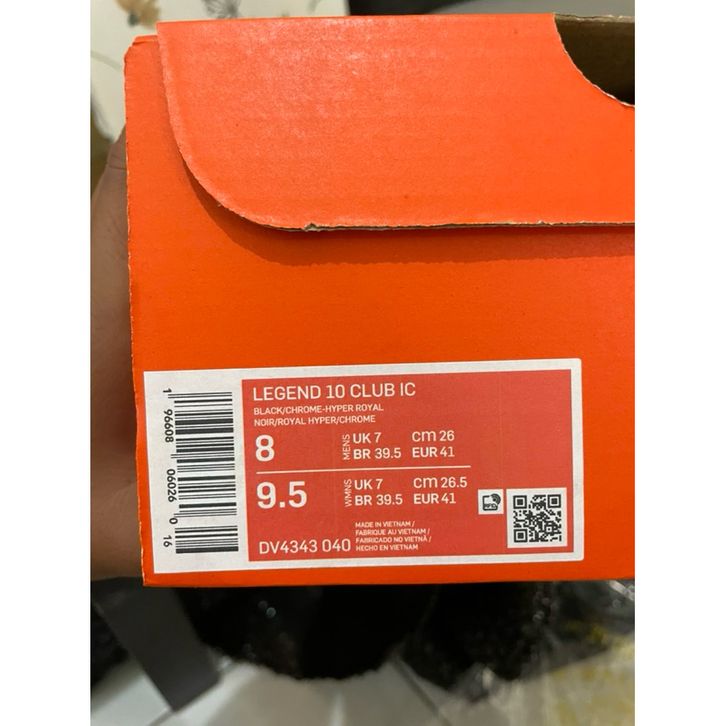 LEGEND 10 CLUB IC
BLACK/CHROME-HYPER ROYAL
NOIR/ROYAL HYPER/CHROME
8 MENS UK 7 cm 26
BR 39.5 EUR 41
9.5 WMNS UK 7 cm 26.5
BR 39.5 EUR 41
DV4343 040
MADE IN VIETNAM /
FABRIQUE AU VIETNAM /
FABRICADO NO VIETNÃ /
HECHO EN VIETNAM
1 96608 06026 0 16